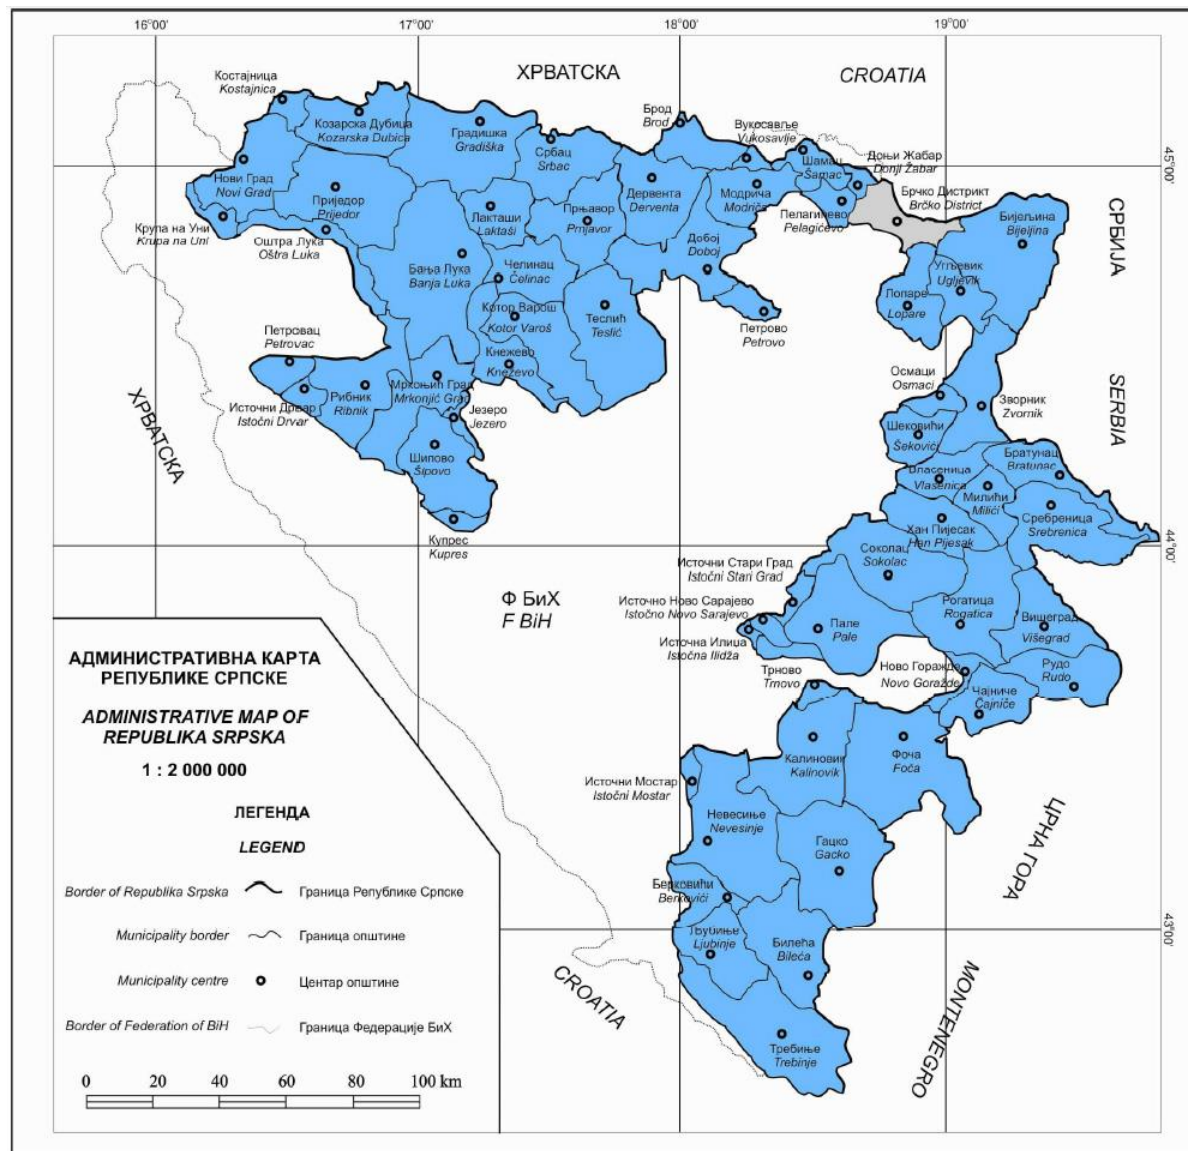 16°00'
17°00'
18°00'
19°00'
ХРВАТСКА
CROATIA
Костајница
Kostajnica
Козарска Дубица
Kozarska Dubica
Градишка
Gradiška
Србац
Srbac
Брод
Brod
Вукосавље
Vukosavlje
Шамац
Šamac
Доњи Жабар
Donji Žabar
45°00'
Нови Град
Novi Grad
Приједор
Prijedor
Лакташи
Laktaši
Прњавор
Prnjavor
Дервента
Derventa
Модрича
Modriča
Пелагићево
Pelagićevo
Брчко Дистрикт
Brčko District
Бијељина
Bijeljina
СРБИЈА
Крупа на Уни
Krupa na Uni
Оштра Лука
Oštra Luka
Бања Лука
Banja Luka
Челинац
Čelinac
Добој
Doboj
Угљевик
Ugljevik
Лопаре
Lopare
Котор Варош
Kotor Varoš
Теслић
Teslić
Петрово
Petrovo
Петровац
Petrovac
Кнежево
Kneževo
Осмаци
Osmaci
Источни Дрвар
Istočni Drvar
Рибник
Ribnik
Мркоњић Град
Mrkonjić Grad
Језеро
Jezero
Зворник
Zvornik
SERBIA
ХРВАТСКА
Шипово
Šipovo
Шековићи
Šekovići
Братунац
Bratunac
Власеница
Vlasenica
Милићи
Milići
Сребреница
Srebrenica
Купрес
Kupres
Хан Пијесак
Han Pijesak
44°00'
Соколац
Sokolac
Источни Стари Град
Istočni Stari Grad
Ф БиХ
F BiH
Источно Ново Сарајево
Istočno Novo Sarajevo
Источна Илиџа
Istočna Ilidža
Пале
Pale
Рогатица
Rogatica
Вишеград
Višegrad
Трново
Trnovo
Ново Горажде
Novo Goražde
Рудо
Rudo
Чајниче
Čajniče
Калиновик
Kalinovik
Фоча
Foča
Источни Мостар
Istočni Mostar
Невесиње
Nevesinje
Гацко
Gacko
ЦРНА ГОРА
Берковићи
Berkovići
43°00'
Љубиње
Ljubinje
Билећа
Bileća
CROATIA
MONTENEGRO
Требиње
Trebinje
АДМИНИСТРАТИВНА КАРТА
РЕПУБЛИКЕ СРПСКЕ
ADMINISTRATIVE MAP OF
REPUBLIKA SRPSKA
1 : 2 000 000
ЛЕГЕНДА
LEGEND
Border of Republika Srpska Граница Републике Српске
Municipality border Граница општине
Municipality centre Центар општине
Border of Federation of BiH Граница Федерације БиХ
0 20 40 60 80 100 km